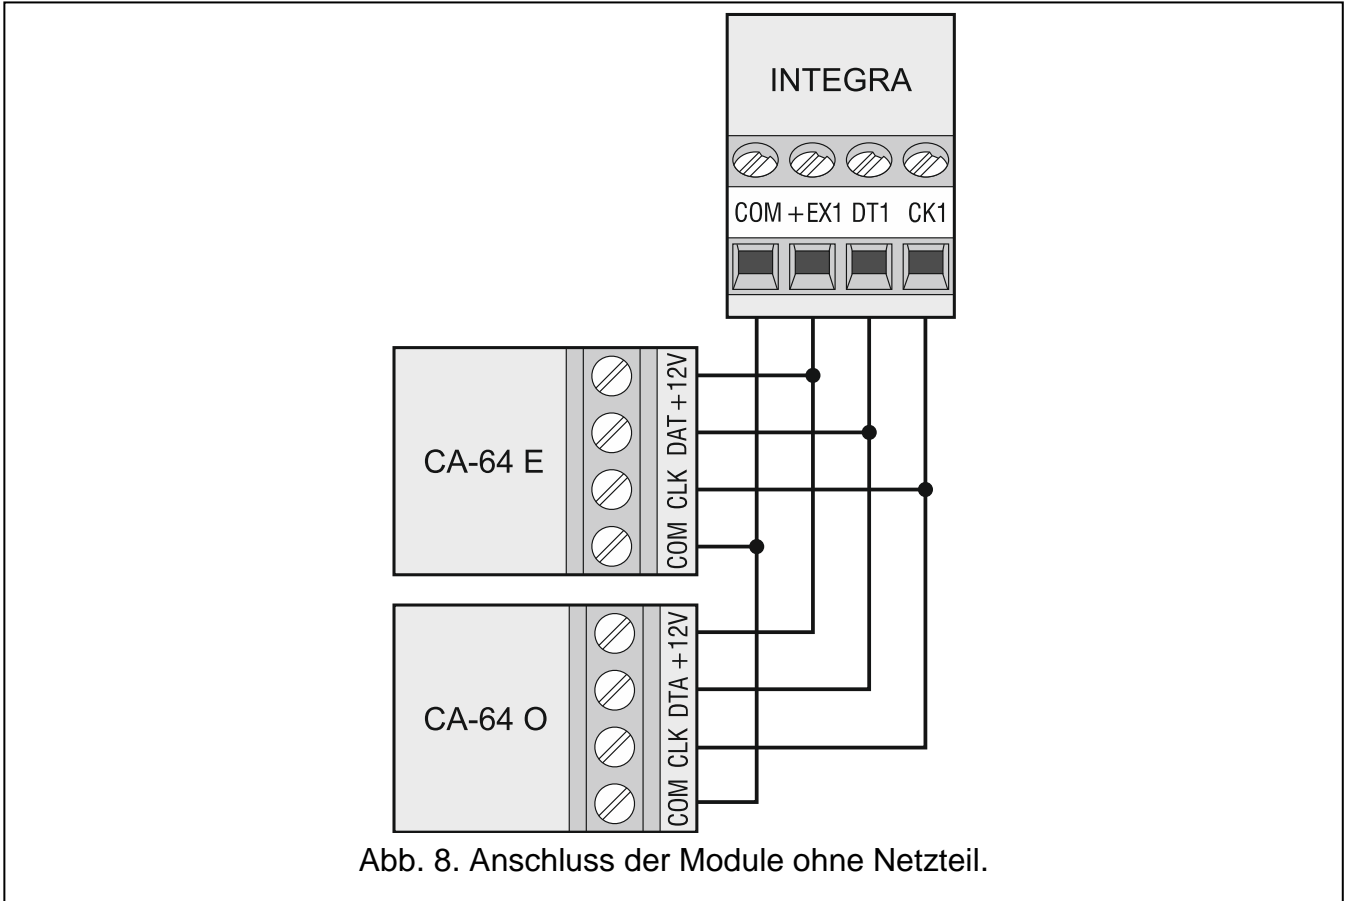 INTEGRA
COM +EX1 DT1 CK1
CA-64 E
COM CLK DAT +12V
CA-64 O
COM CLK DTA +12V
Abb. 8. Anschluss der Module ohne Netzteil.